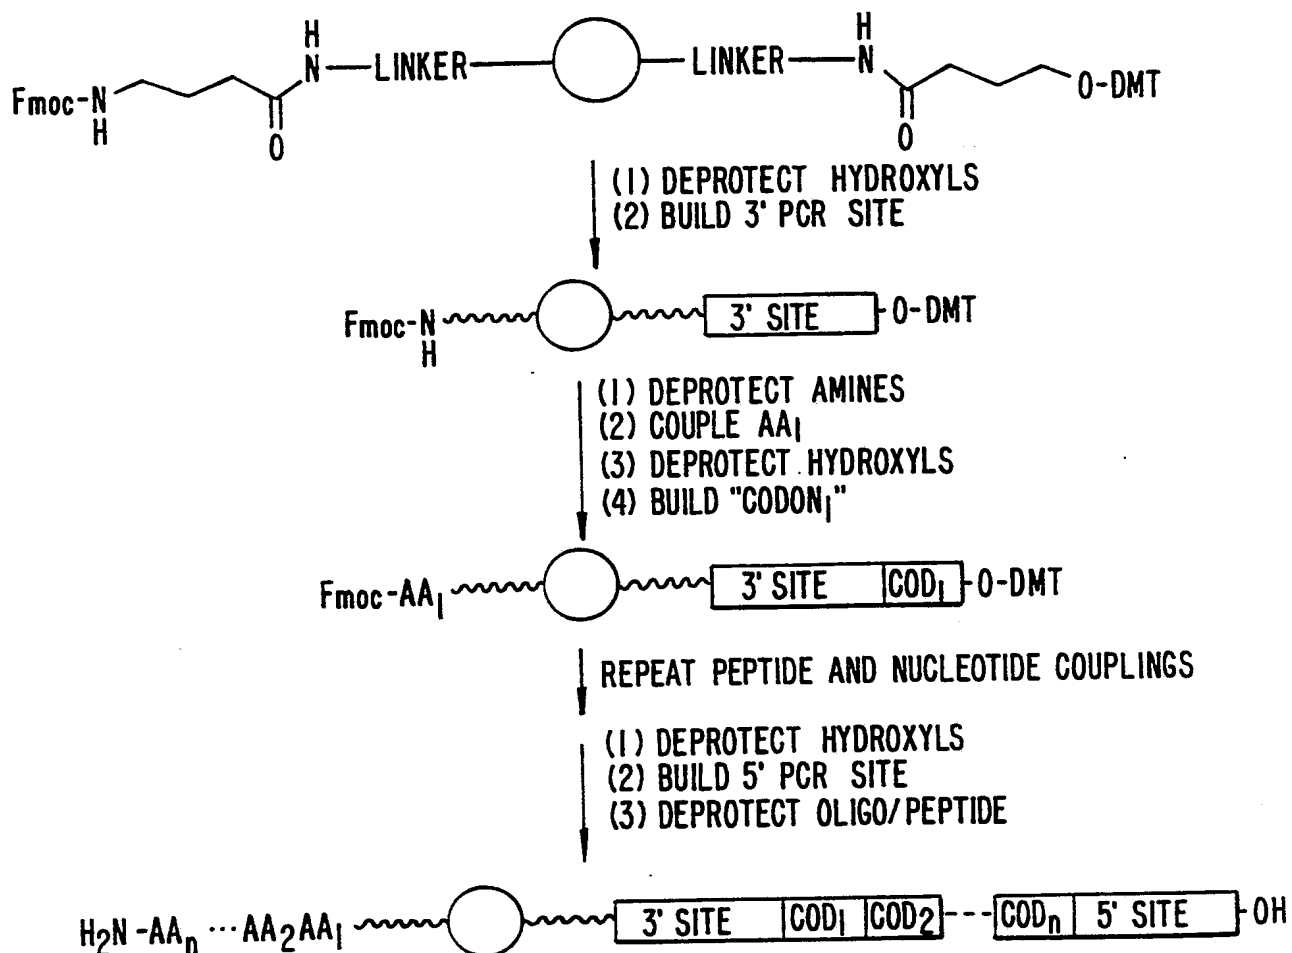 H H
Fmoc-N N—LINKER LINKER—N O-DMT
H O O
(1) DEPROTECT HYDROXYLS
(2) BUILD 3' PCR SITE
Fmoc-N 3' SITE O-DMT
H
(1) DEPROTECT AMINES
(2) COUPLE AA1
(3) DEPROTECT HYDROXYLS
(4) BUILD "CODON1"
Fmoc-AA1 3' SITE COD1 O-DMT
REPEAT PEPTIDE AND NUCLEOTIDE COUPLINGS
(1) DEPROTECT HYDROXYLS
(2) BUILD 5' PCR SITE
(3) DEPROTECT OLIGO/PEPTIDE
H2N-AAn ···AA2AA1 3' SITE COD1 COD2 --- CODn 5' SITE OH